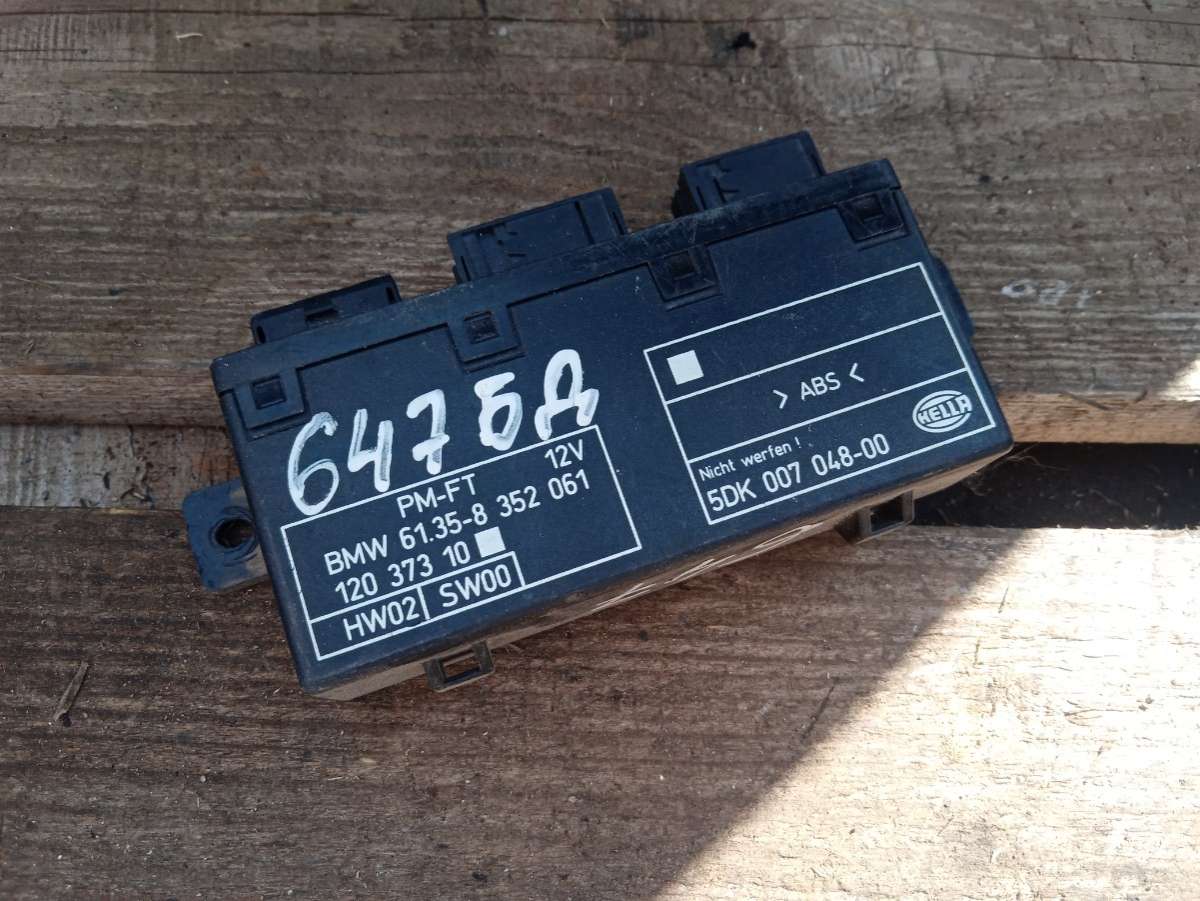 6475Д
PM-FT
12V
BMW 61.35-8 352 061
120 373 10
HW02 SW00
> ABS <
Nicht werfen !
5DK 007 048-00
HELLA